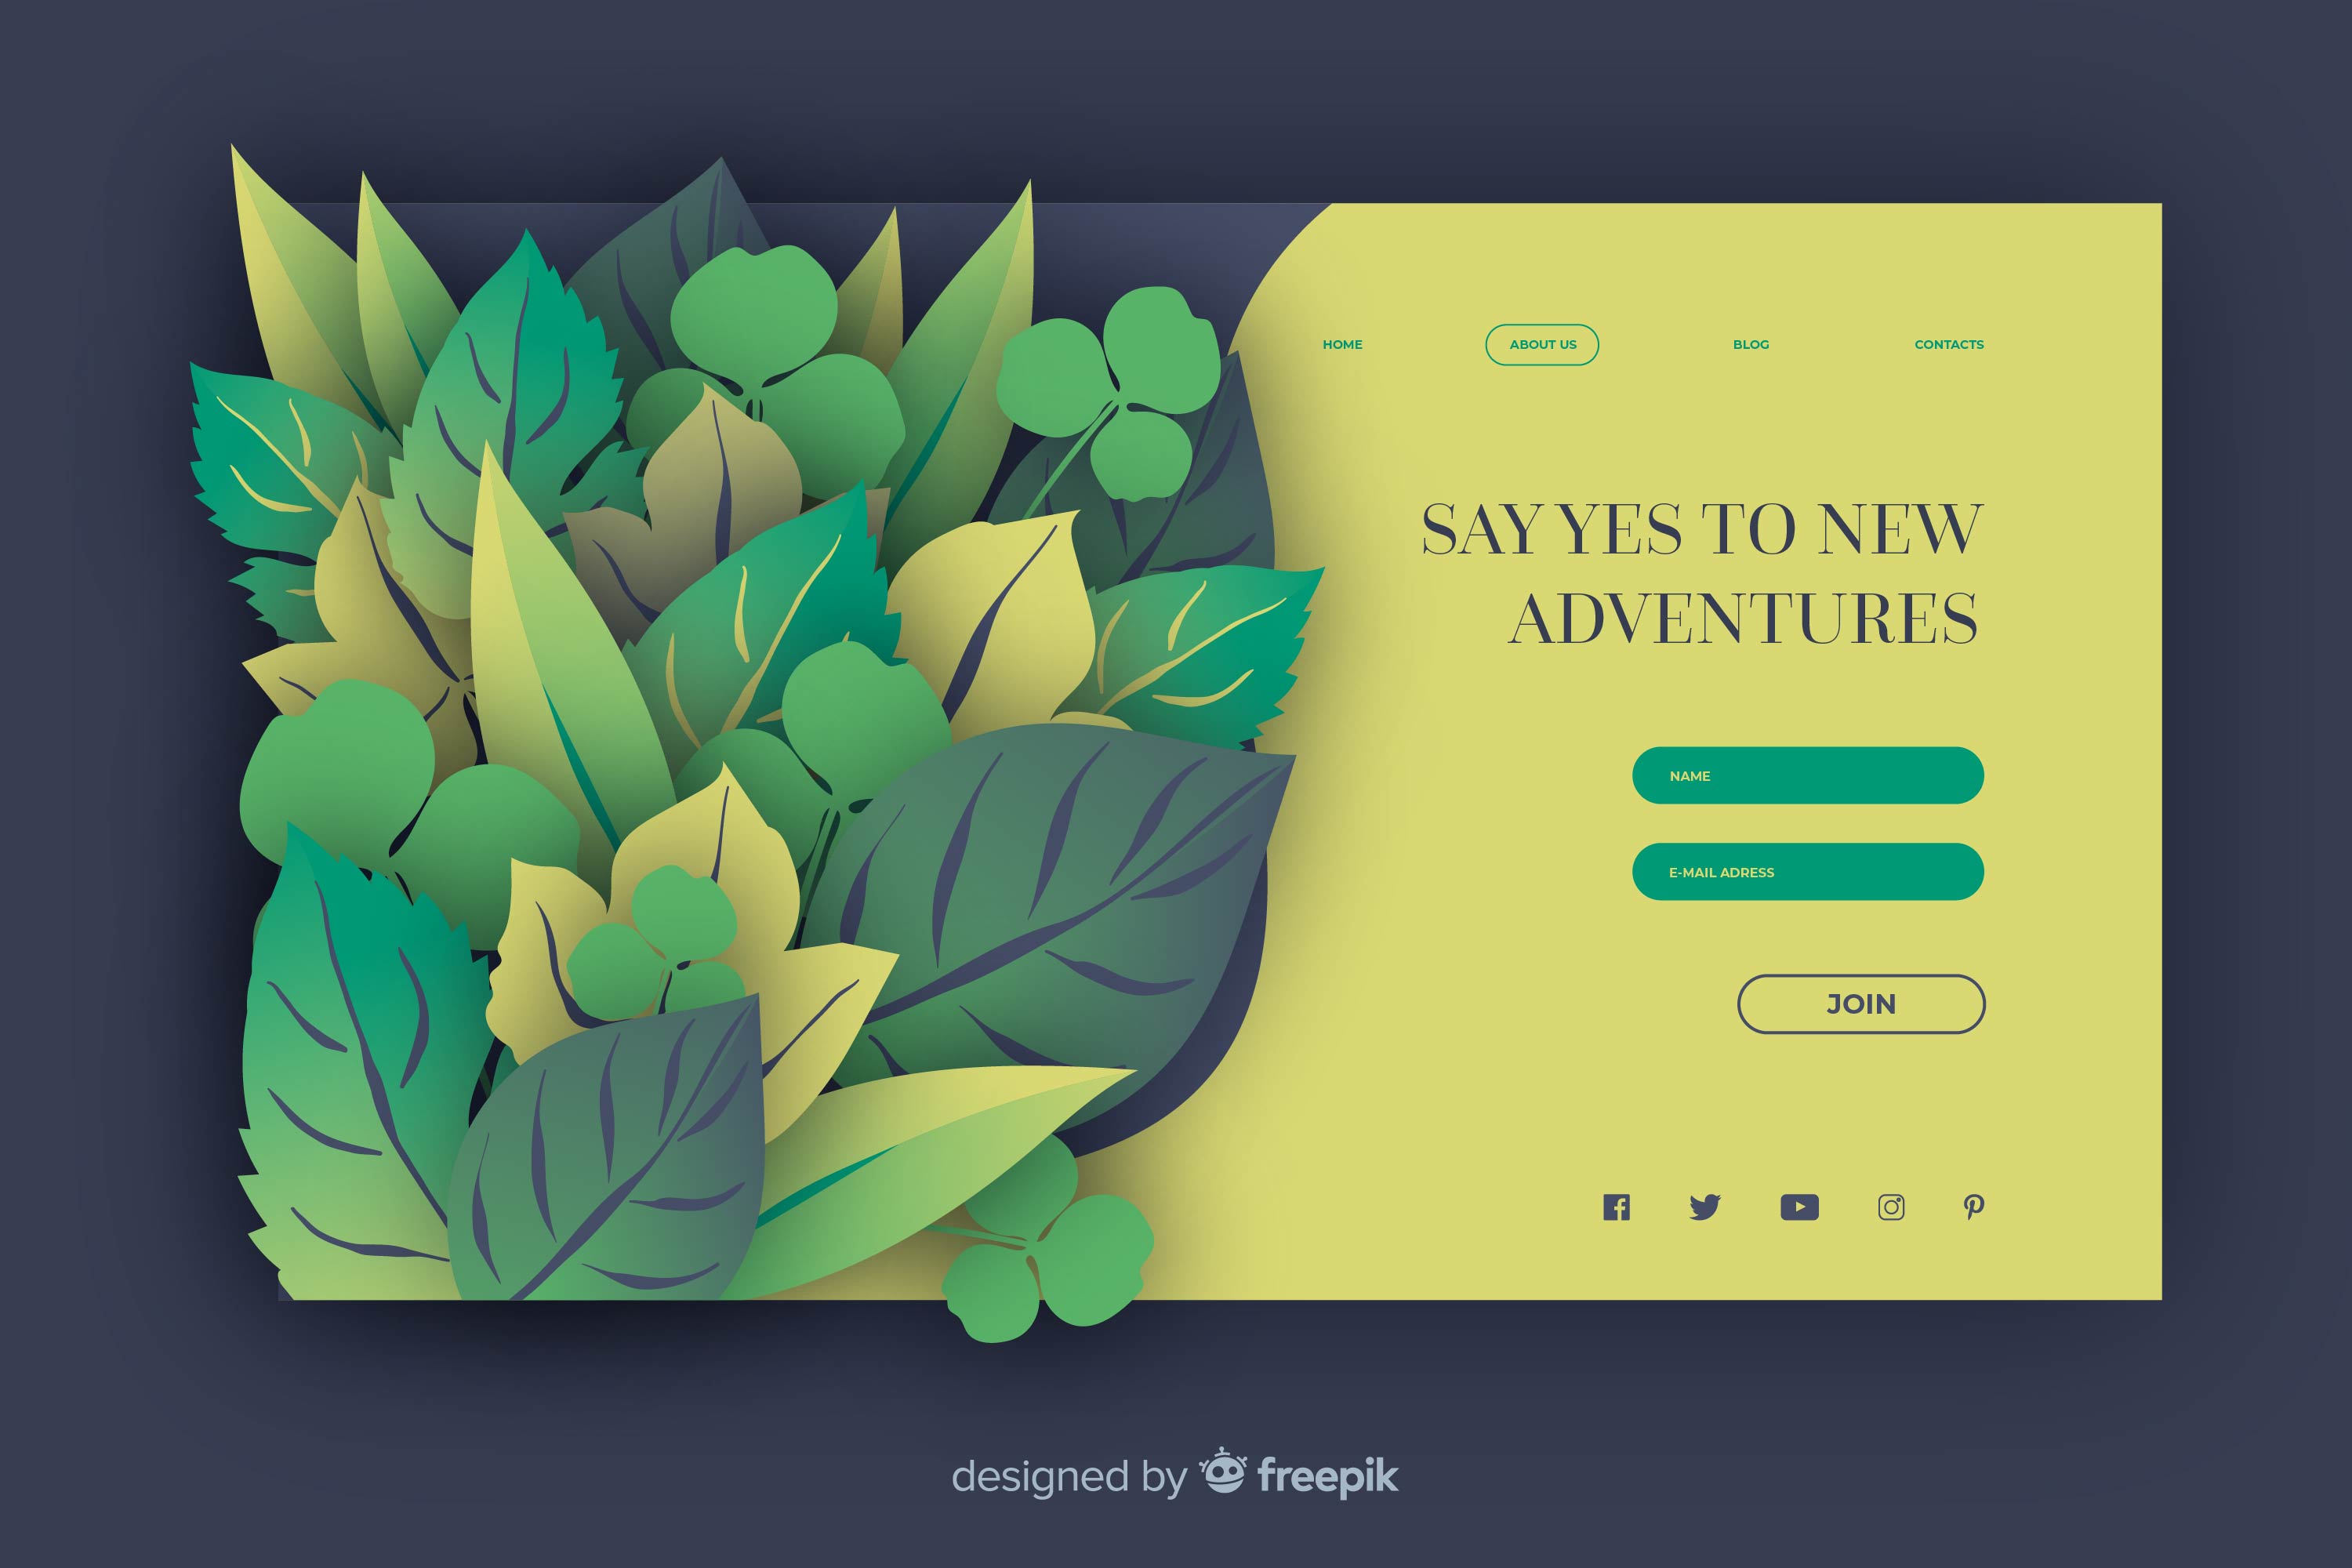 HOME ABOUT US BLOG CONTACTS
SAY YES TO NEW
ADVENTURES
NAME
E-MAIL ADRESS
JOIN
designed by freepik